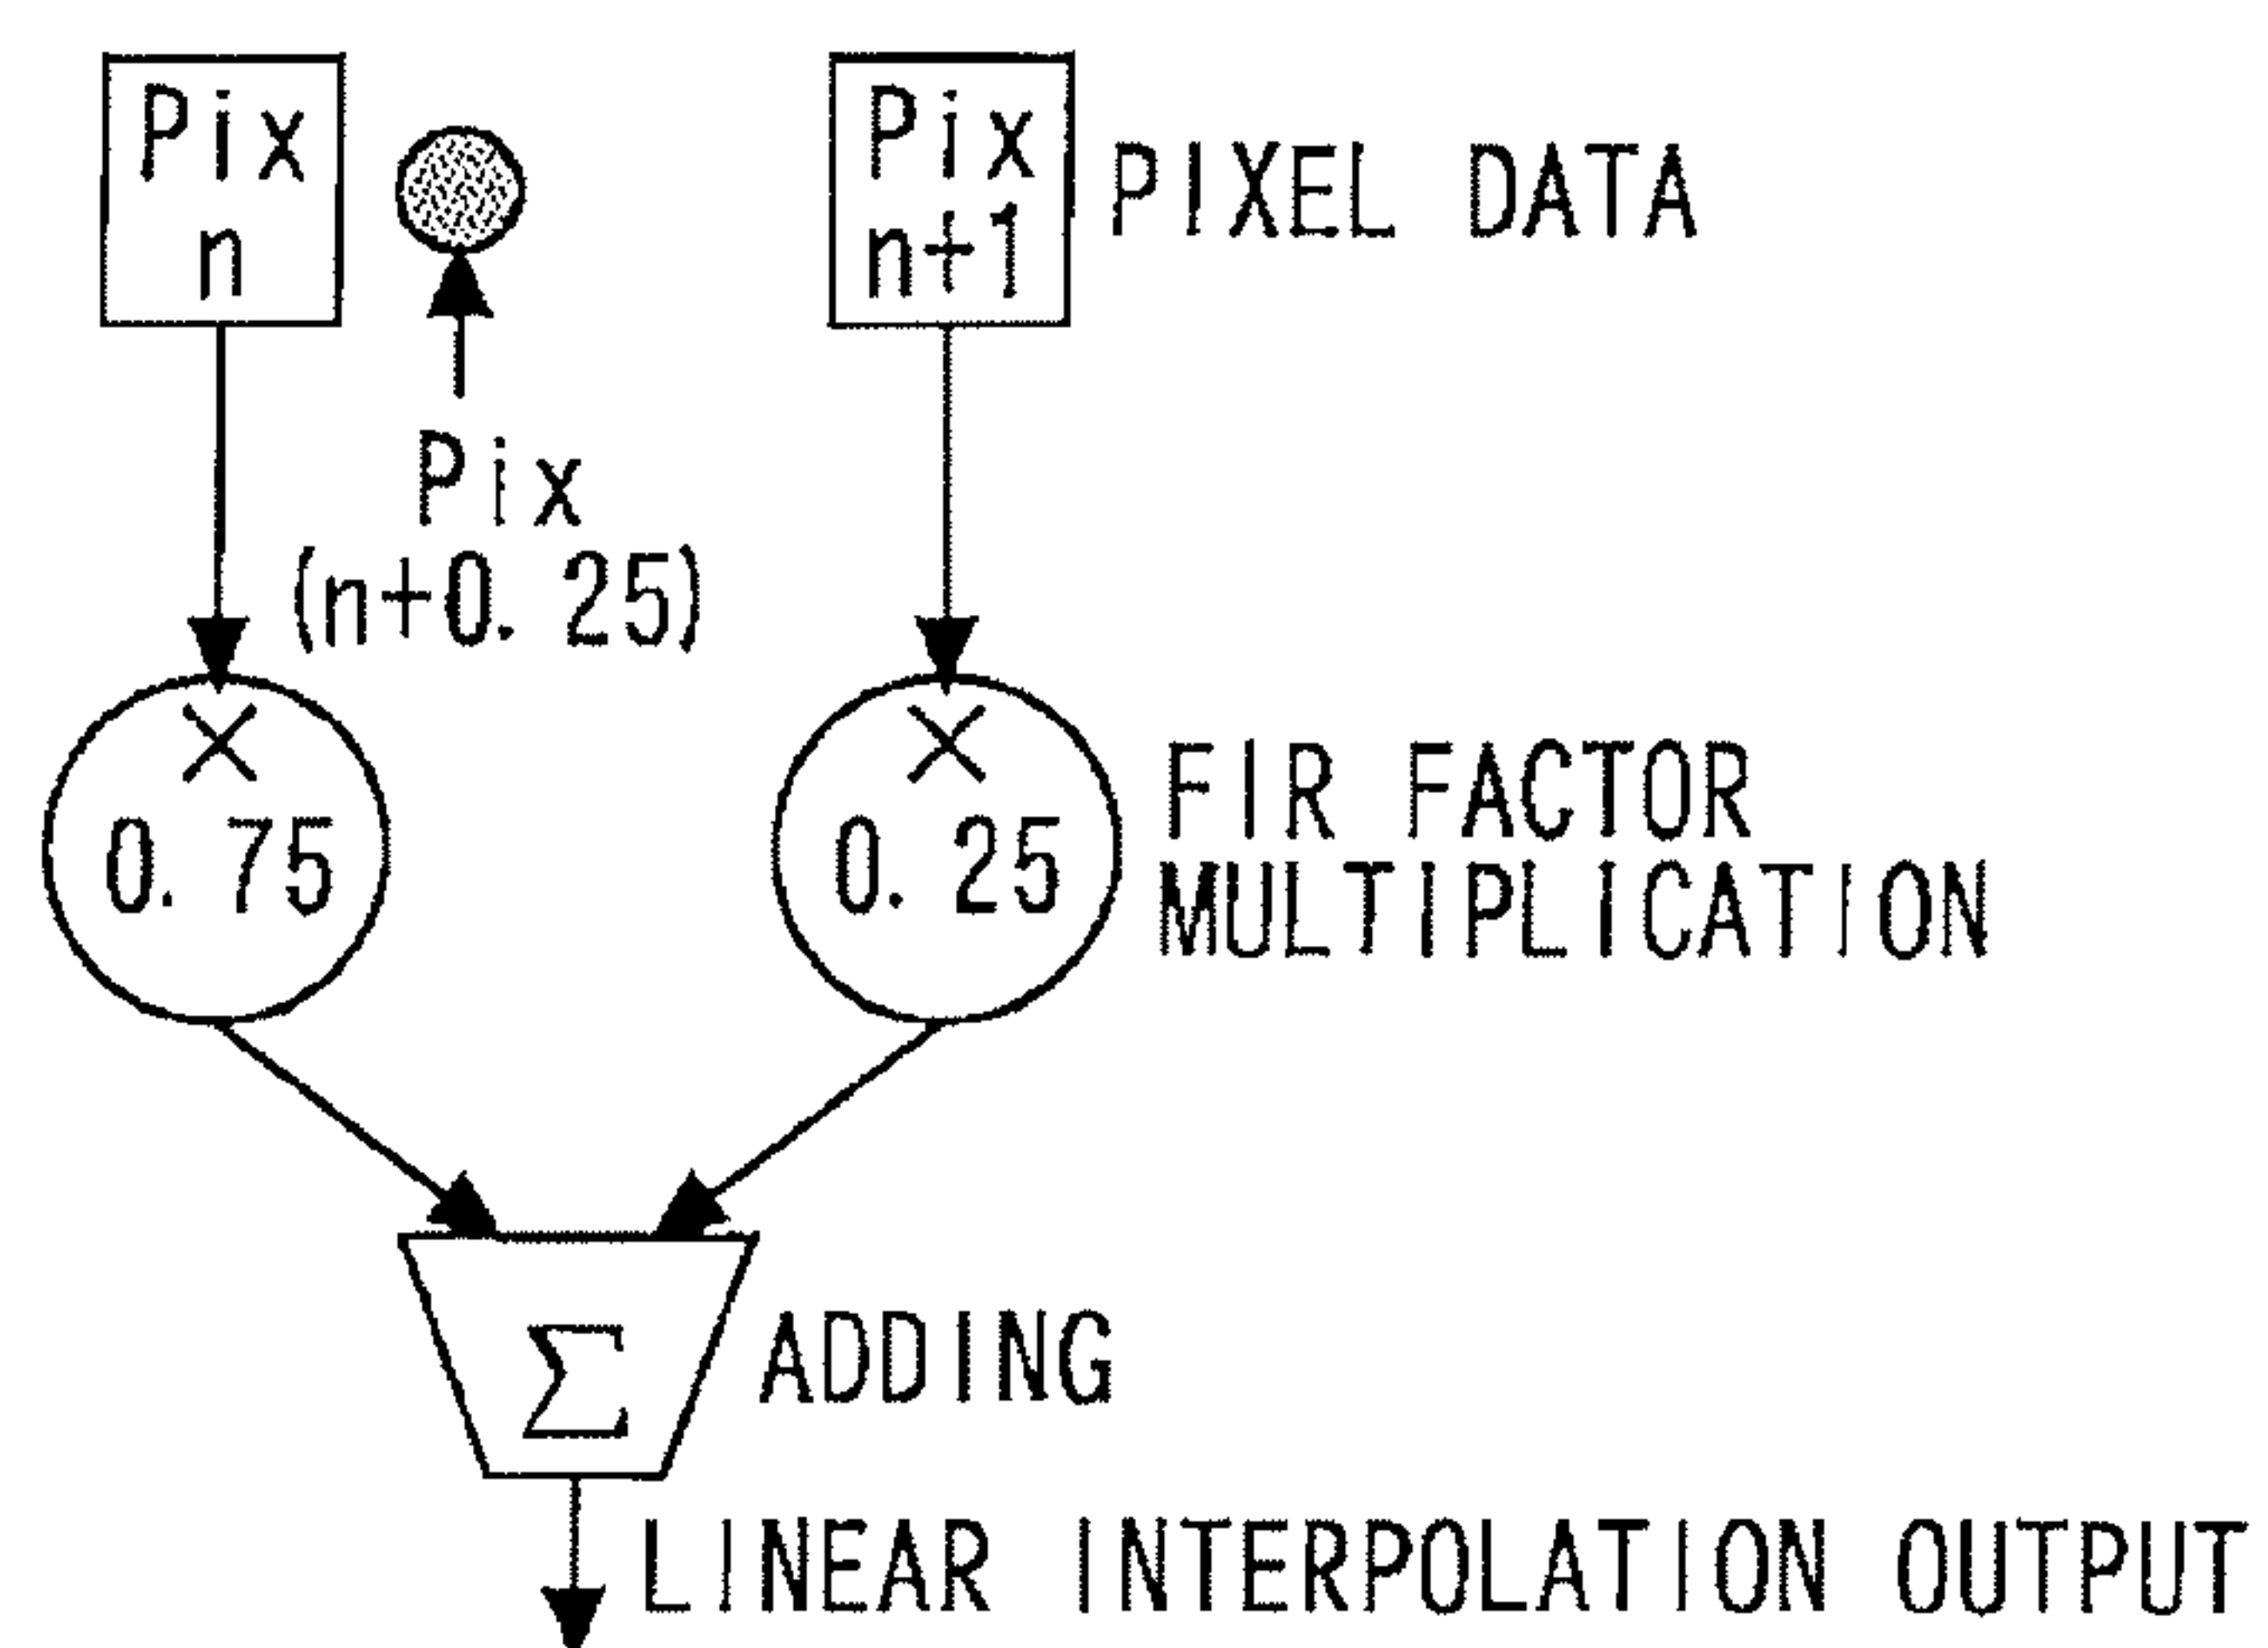 Pix
n
Pix
n+1
PIXEL DATA
Pix
(n+0.25)
×
0.75
×
0.25
FIR FACTOR
MULTIPLICATION
Σ
ADDING
LINEAR INTERPOLATION OUTPUT